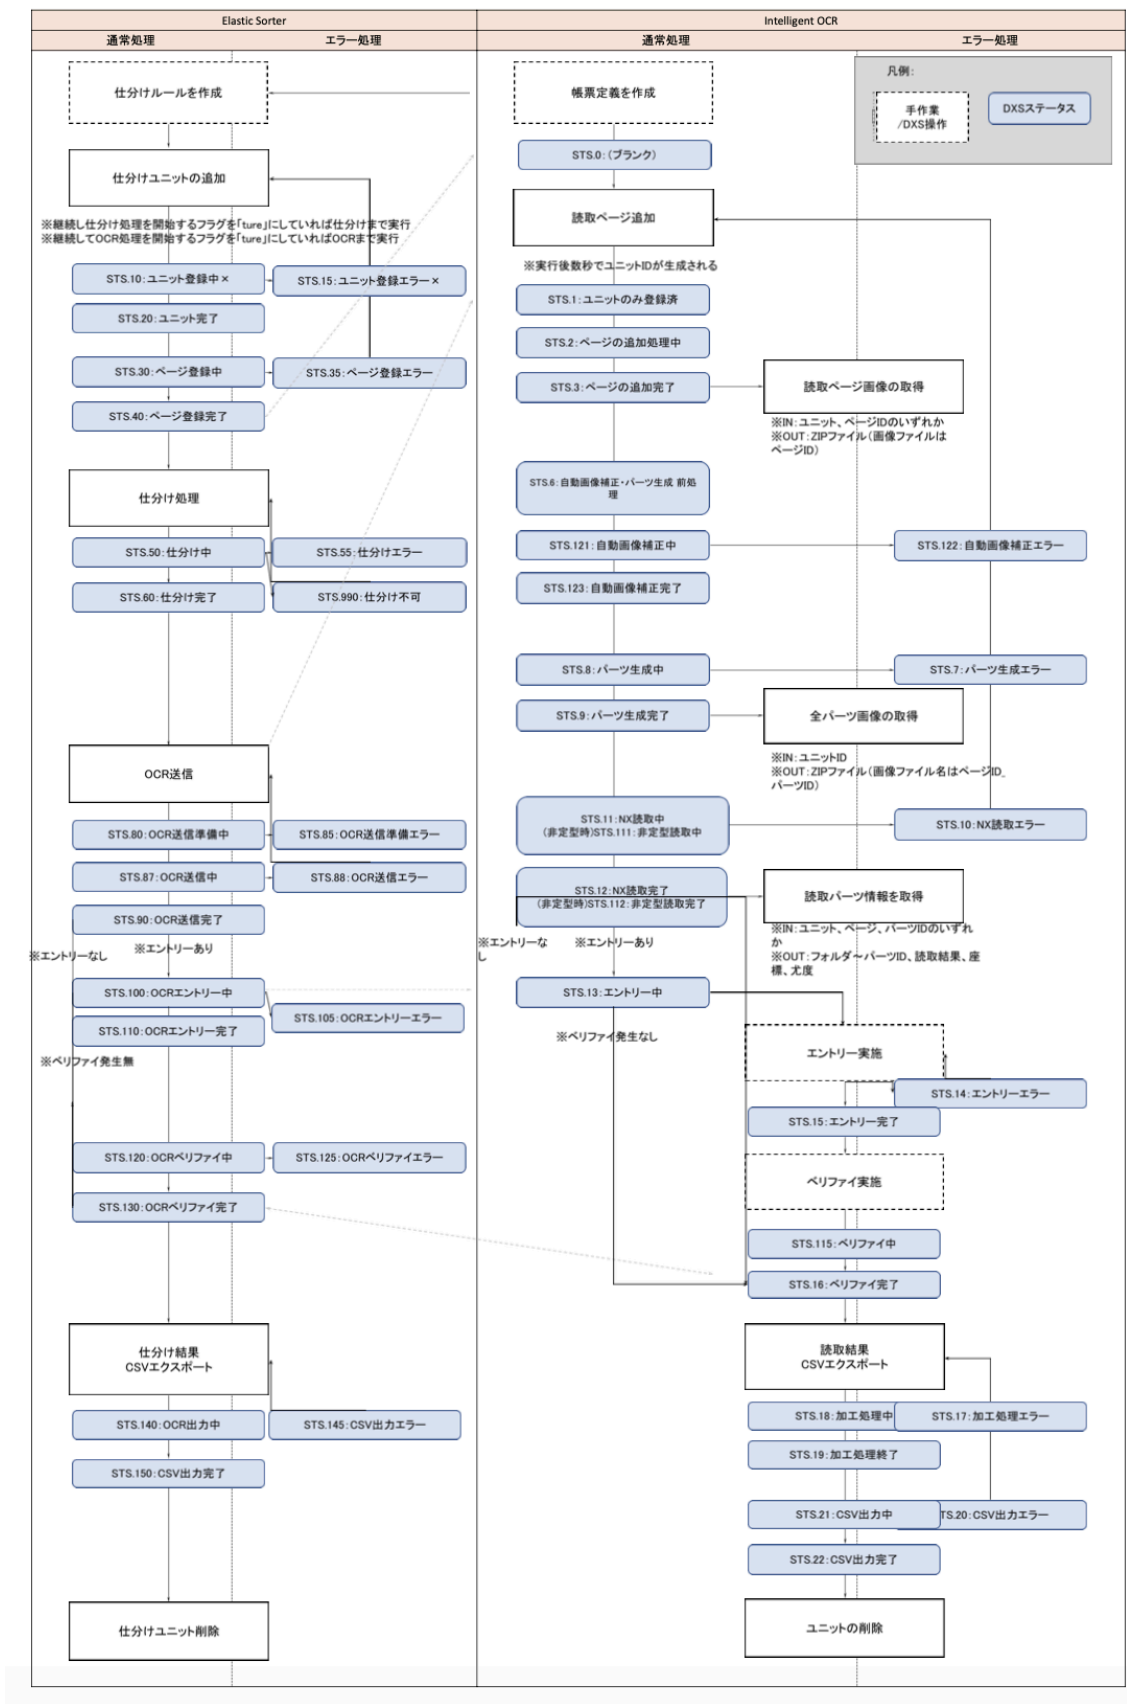 Elastic Sorter
Intelligent OCR
通常処理
エラー処理
通常処理
エラー処理
仕分けルールを作成
仕分けユニットの追加
※継続し仕分け処理を開始するフラグを「ture」にしていれば仕分けまで実行
※継続してOCR処理を開始するフラグを「ture」にしていればOCRまで実行
STS.10：ユニット登録中×
STS.15：ユニット登録エラー×
STS.20：ユニット完了
STS.30：ページ登録中
STS.35：ページ登録エラー
STS.40：ページ登録完了
仕分け処理
STS.50：仕分け中
STS.55：仕分けエラー
STS.60：仕分け完了
STS.990：仕分け不可
OCR送信
STS.80：OCR送信準備中
STS.85：OCR送信準備エラー
STS.87：OCR送信中
STS.88：OCR送信エラー
STS.90：OCR送信完了
※エントリーなし
※エントリーあり
STS.100：OCRエントリー中
STS.105：OCRエントリーエラー
STS.110：OCRエントリー完了
※ベリファイ発生無
STS.120：OCRベリファイ中
STS.125：OCRベリファイエラー
STS.130：OCRベリファイ完了
仕分け結果
CSVエクスポート
STS.140：OCR出力中
STS.145：CSV出力エラー
STS.150：CSV出力完了
仕分けユニット削除
帳票定義を作成
凡例：
手作業
/DXS操作
DXSステータス
STS.0：（ブランク）
読取ページ追加
※実行後数秒でユニットIDが生成される
STS.1：ユニットのみ登録済
STS.2：ページの追加処理中
STS.3：ページの追加完了
読取ページ画像の取得
※IN：ユニット、ページIDのいずれか
※OUT：ZIPファイル（画像ファイルは
ページID）
STS.6：自動画像補正・パーツ生成 前処
理
STS.121：自動画像補正中
STS.122：自動画像補正エラー
STS.123：自動画像補正完了
STS.8：パーツ生成中
STS.7：パーツ生成エラー
STS.9：パーツ生成完了
全パーツ画像の取得
※IN：ユニットID
※OUT：ZIPファイル（画像ファイル名はページID_
パーツID）
STS.11：NX読取中
（非定型時）STS.111：非定型読取中
STS.10：NX読取エラー
STS.12：NX読取完了
（非定型時）STS.112：非定型読取完了
読取パーツ情報を取得
※IN：ユニット、ページ、パーツIDのいずれ
か
※OUT：フォルダ～パーツID、読取結果、座
標、尤度
※エントリーな
し
※エントリーあり
STS.13：エントリー中
※ベリファイ発生なし
エントリー実施
STS.14：エントリーエラー
STS.15：エントリー完了
ベリファイ実施
STS.115：ベリファイ中
STS.16：ベリファイ完了
読取結果
CSVエクスポート
STS.18：加工処理中
STS.17：加工処理エラー
STS.19：加工処理終了
STS.21：CSV出力中
TS.20：CSV出力エラー
STS.22：CSV出力完了
ユニットの削除